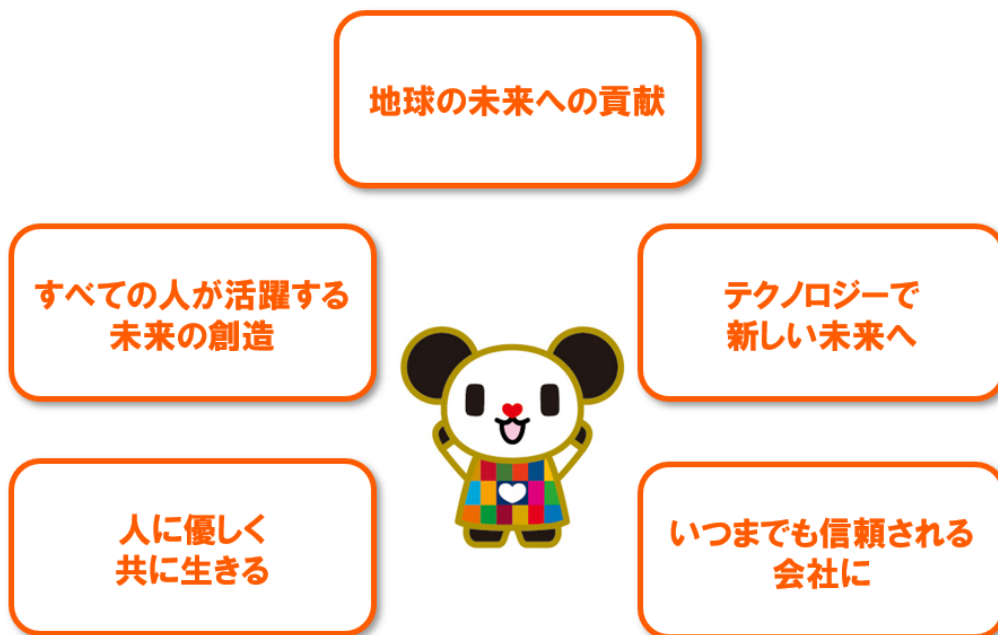 地球の未来への貢献
すべての人が活躍する
未来の創造
テクノロジーで
新しい未来へ
人に優しく
共に生きる
いつまでも信頼される
会社に